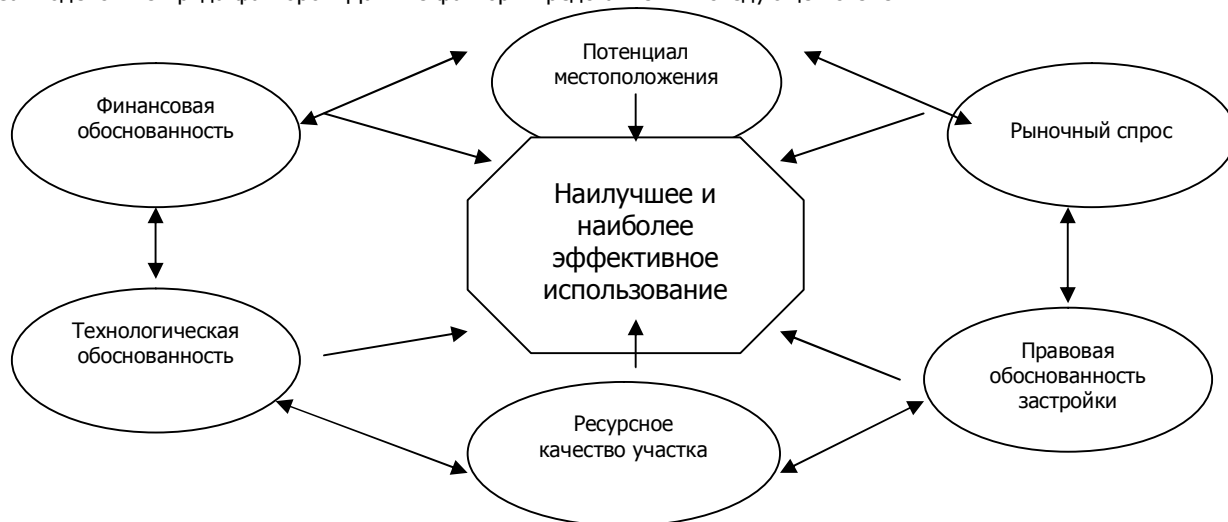 Потенциал
местоположения
Финансовая
обоснованность
Рыночный спрос
Наилучшее и
наиболее
эффективное
использование
Технологическая
обоснованность
Правовая
обоснованность
застройки
Ресурсное
качество участка